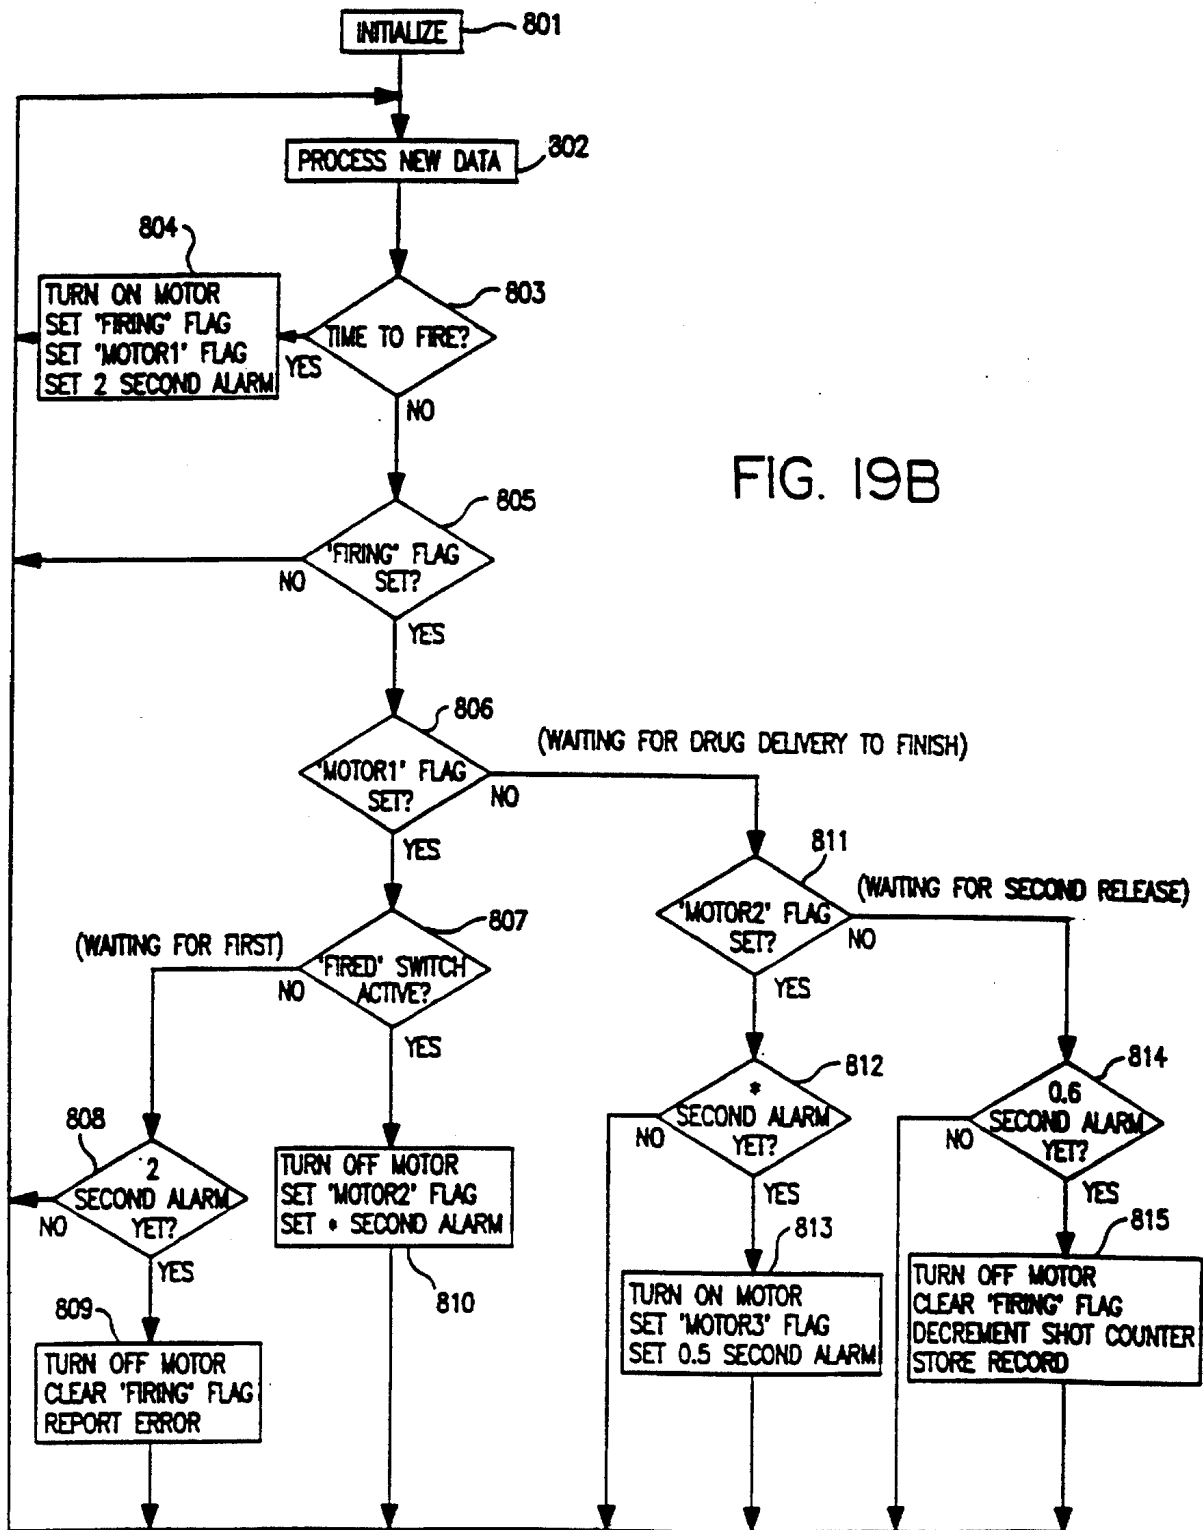 INITIALIZE
801
PROCESS NEW DATA
802
804
TURN ON MOTOR
SET "FIRING" FLAG
SET 'MOTOR1' FLAG
SET 2 SECOND ALARM
803
TIME TO FIRE?
YES
NO
FIG. 19B
805
"FIRING" FLAG
SET?
NO
YES
806
'MOTOR1' FLAG
SET?
(WAITING FOR DRUG DELIVERY TO FINISH)
NO
YES
811
'MOTOR2' FLAG
SET?
(WAITING FOR SECOND RELEASE)
NO
YES
807
(WAITING FOR FIRST)
'FIRED' SWITCH
ACTIVE?
NO
YES
812
*
SECOND ALARM
YET?
NO
YES
814
0.6
SECOND ALARM
YET?
NO
YES
808
2
SECOND ALARM
YET?
NO
YES
TURN OFF MOTOR
SET 'MOTOR2' FLAG
SET * SECOND ALARM
810
813
TURN ON MOTOR
SET 'MOTOR3' FLAG
SET 0.5 SECOND ALARM
815
TURN OFF MOTOR
CLEAR 'FIRING' FLAG
DECREMENT SHOT COUNTER
STORE RECORD
809
TURN OFF MOTOR
CLEAR 'FIRING' FLAG
REPORT ERROR